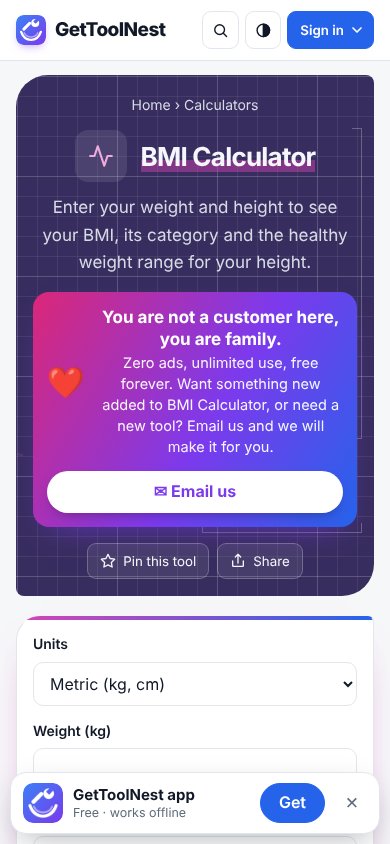 GetToolNest
Sign in
Home › Calculators
BMI Calculator
Enter your weight and height to see
your BMI, its category and the healthy
weight range for your height.
You are not a customer here,
you are family.
Zero ads, unlimited use, free
forever. Want something new
added to BMI Calculator, or need a
new tool? Email us and we will
make it for you.
✉ Email us
Pin this tool
Share
Units
Metric (kg, cm)
Weight (kg)
GetToolNest app
Free · works offline
Get